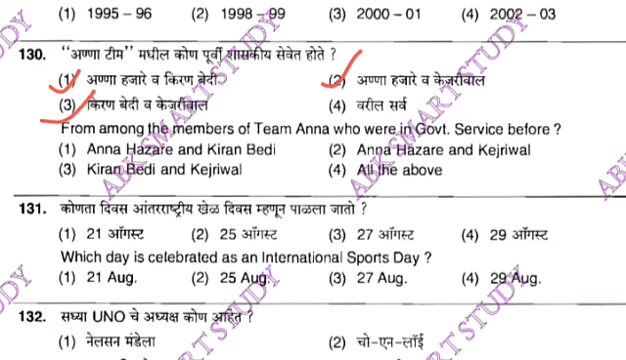 (1) 1995 – 96 (2) 1998 – 99 (3) 2000 – 01 (4) 2002 – 03
130. “अण्णा टीम” मधील कोण पूर्वी शासकीय सेवेत होते ?
(1) अण्णा हजारे व किरण बेदी (2) अण्णा हजारे व केजरीवाल
(3) किरण बेदी व केजरीवाल (4) वरील सर्व
From among the members of Team Anna who were in Govt. Service before ?
(1) Anna Hazare and Kiran Bedi (2) Anna Hazare and Kejriwal
(3) Kiran Bedi and Kejriwal (4) All the above
131. कोणता दिवस आंतरराष्ट्रीय खेळ दिवस म्हणून पाळला जातो ?
(1) 21 ऑगस्ट (2) 25 ऑगस्ट (3) 27 ऑगस्ट (4) 29 ऑगस्ट
Which day is celebrated as an International Sports Day ?
(1) 21 Aug. (2) 25 Aug. (3) 27 Aug. (4) 29 Aug.
132. सध्या UNO चे अध्यक्ष कोण आहेत ?
(1) नेलसन मंडेला (2) चो-एन-लॉई
ABK SMART STUDY